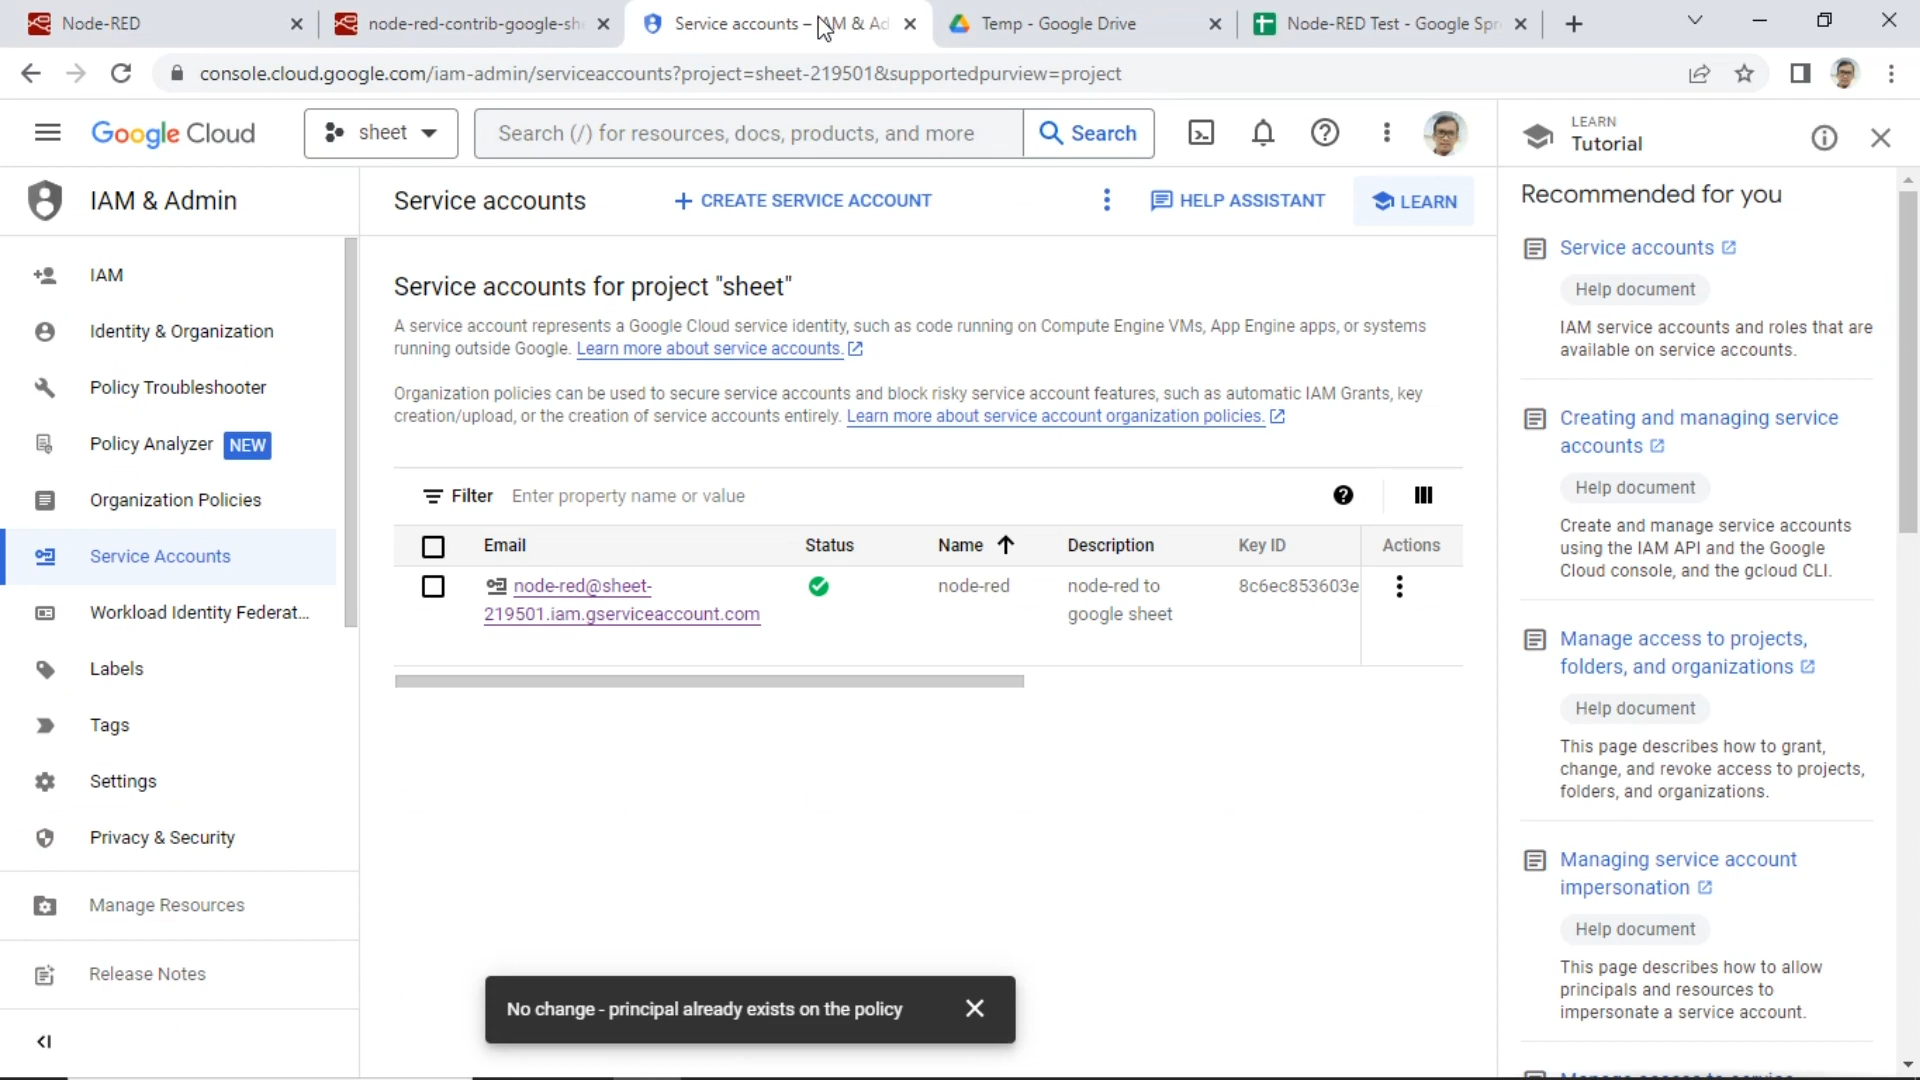 Node-RED
node-red-contrib-google-she
Service accounts – IAM & Ad
Temp - Google Drive
Node-RED Test - Google Spr
console.cloud.google.com/iam-admin/serviceaccounts?project=sheet-219501&supportedpurview=project
Google Cloud
sheet
Search (/) for resources, docs, products, and more
Search
LEARN
Tutorial
IAM & Admin
Service accounts
CREATE SERVICE ACCOUNT
HELP ASSISTANT
LEARN
IAM
Identity & Organization
Policy Troubleshooter
Policy Analyzer NEW
Organization Policies
Service Accounts
Workload Identity Federat...
Labels
Tags
Settings
Privacy & Security
Manage Resources
Release Notes
Service accounts for project "sheet"
A service account represents a Google Cloud service identity, such as code running on Compute Engine VMs, App Engine apps, or systems
running outside Google. Learn more about service accounts.
Organization policies can be used to secure service accounts and block risky service account features, such as automatic IAM Grants, key
creation/upload, or the creation of service accounts entirely. Learn more about service account organization policies.
Filter Enter property name or value
Email Status Name Description Key ID Actions
node-red@sheet- node-red node-red to 8c6ec853603e
219501.iam.gserviceaccount.com google sheet
No change - principal already exists on the policy
Recommended for you
Service accounts
Help document
IAM service accounts and roles that are
available on service accounts.
Creating and managing service
accounts
Help document
Create and manage service accounts
using the IAM API and the Google
Cloud console, and the gcloud CLI.
Manage access to projects,
folders, and organizations
Help document
This page describes how to grant,
change, and revoke access to projects,
folders, and organizations.
Managing service account
impersonation
Help document
This page describes how to allow
principals and resources to
impersonate a service account.